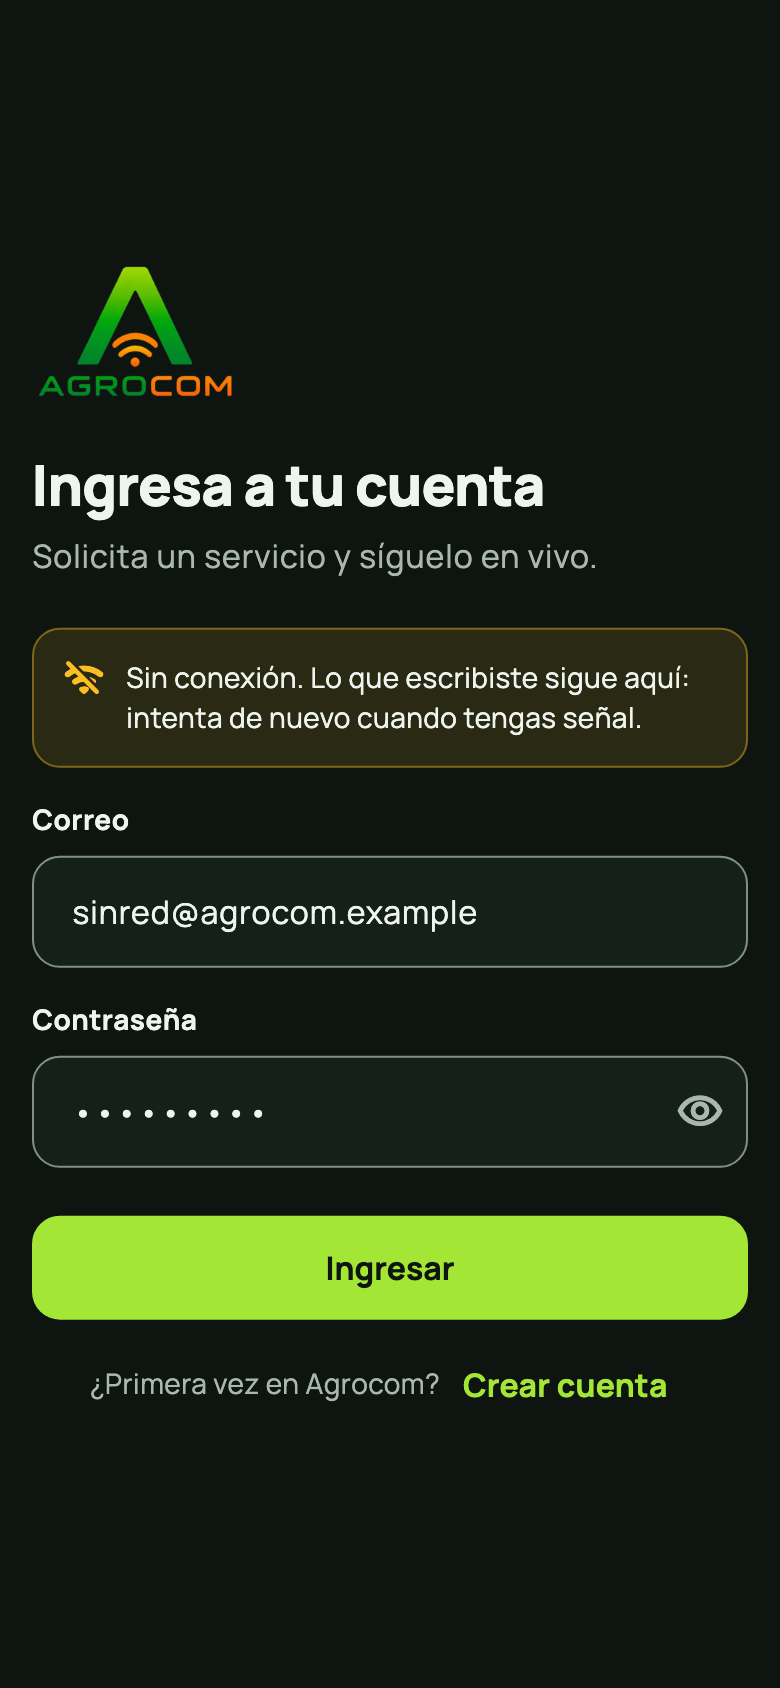 AGROCOM
Ingresa a tu cuenta
Solicita un servicio y síguelo en vivo.
Sin conexión. Lo que escribiste sigue aquí:
intenta de nuevo cuando tengas señal.
Correo
sinred@agrocom.example
Contraseña
•••••••••
Ingresar
¿Primera vez en Agrocom? Crear cuenta